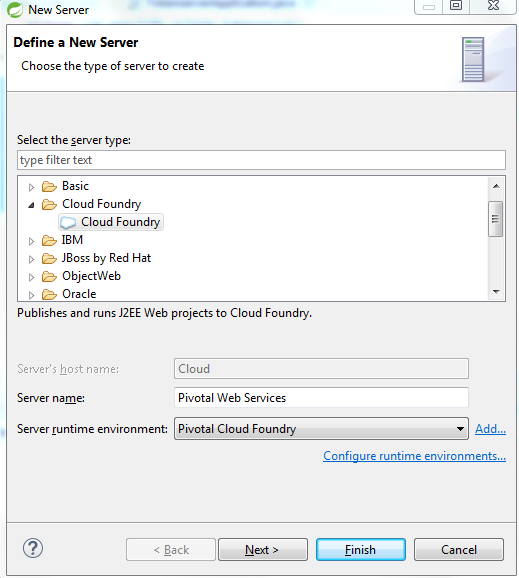 New Server
Define a New Server
Choose the type of server to create
Select the server type:
type filter text
Basic
Cloud Foundry
Cloud Foundry
IBM
JBoss by Red Hat
ObjectWeb
Oracle
Publishes and runs J2EE Web projects to Cloud Foundry.
Server's host name: Cloud
Server name: Pivotal Web Services
Server runtime environment: Pivotal Cloud Foundry Add...
Configure runtime environments...
? < Back Next > Finish Cancel